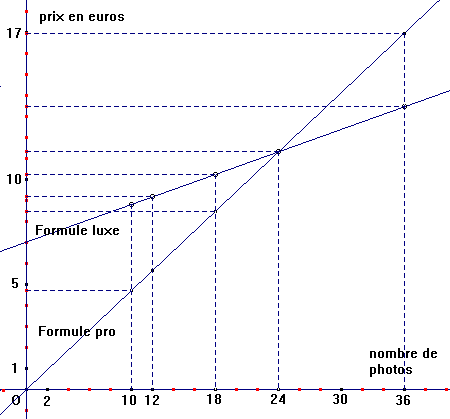 prix en euros
17
10
Formule luxe
5
Formule pro
nombre de
photos
1
0 2 10 12 18 24 30 36